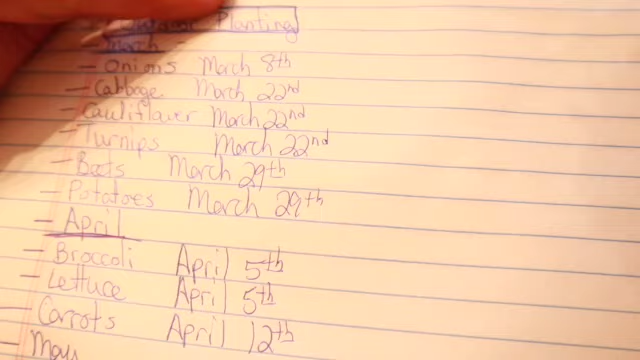 Planting
March
- Onions March 8th
- Cabbage March 22nd
- Cauliflower March 22nd
- Turnips March 22nd
- Beets March 29th
- Potatoes March 29th
- April
- Broccoli April 5th
- Lettuce April 5th
- Carrots April 12th
- May